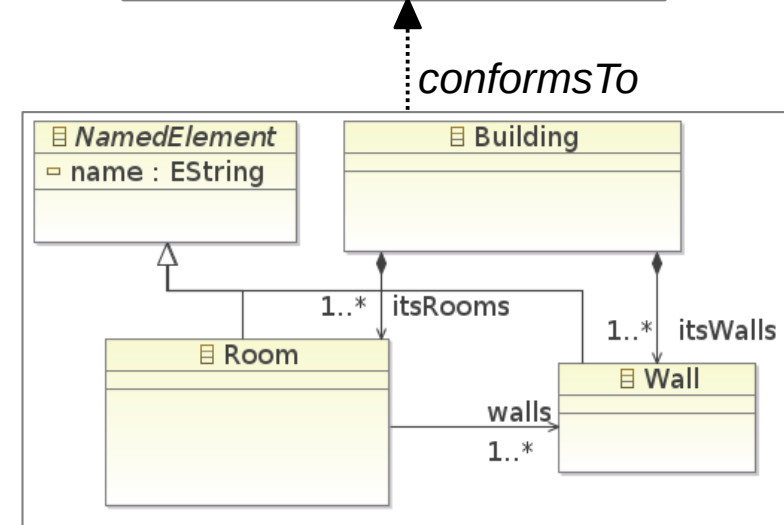 conformsTo
NamedElement
name : EString
Building
1..* itsRooms
1..* itsWalls
Room
Wall
walls
1..*